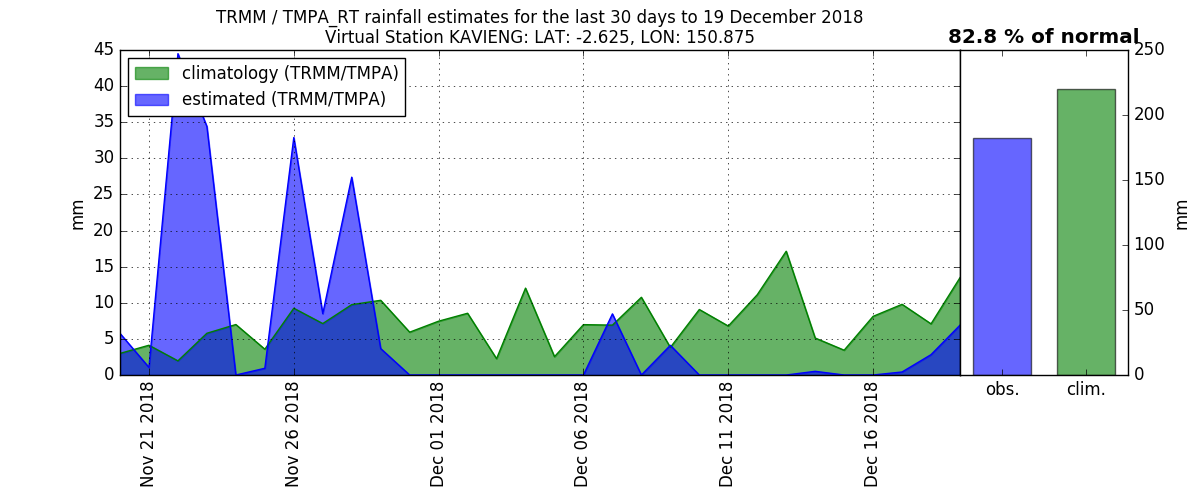 TRMM / TMPA_RT rainfall estimates for the last 30 days to 19 December 2018
Virtual Station KAVIENG: LAT: -2.625, LON: 150.875
82.8 % of normal
climatology (TRMM/TMPA)
estimated (TRMM/TMPA)
45
40
35
30
25
20
15
10
5
0
mm
Nov 21 2018
Nov 26 2018
Dec 01 2018
Dec 06 2018
Dec 11 2018
Dec 16 2018
obs.
clim.
250
200
150
100
50
0
mm